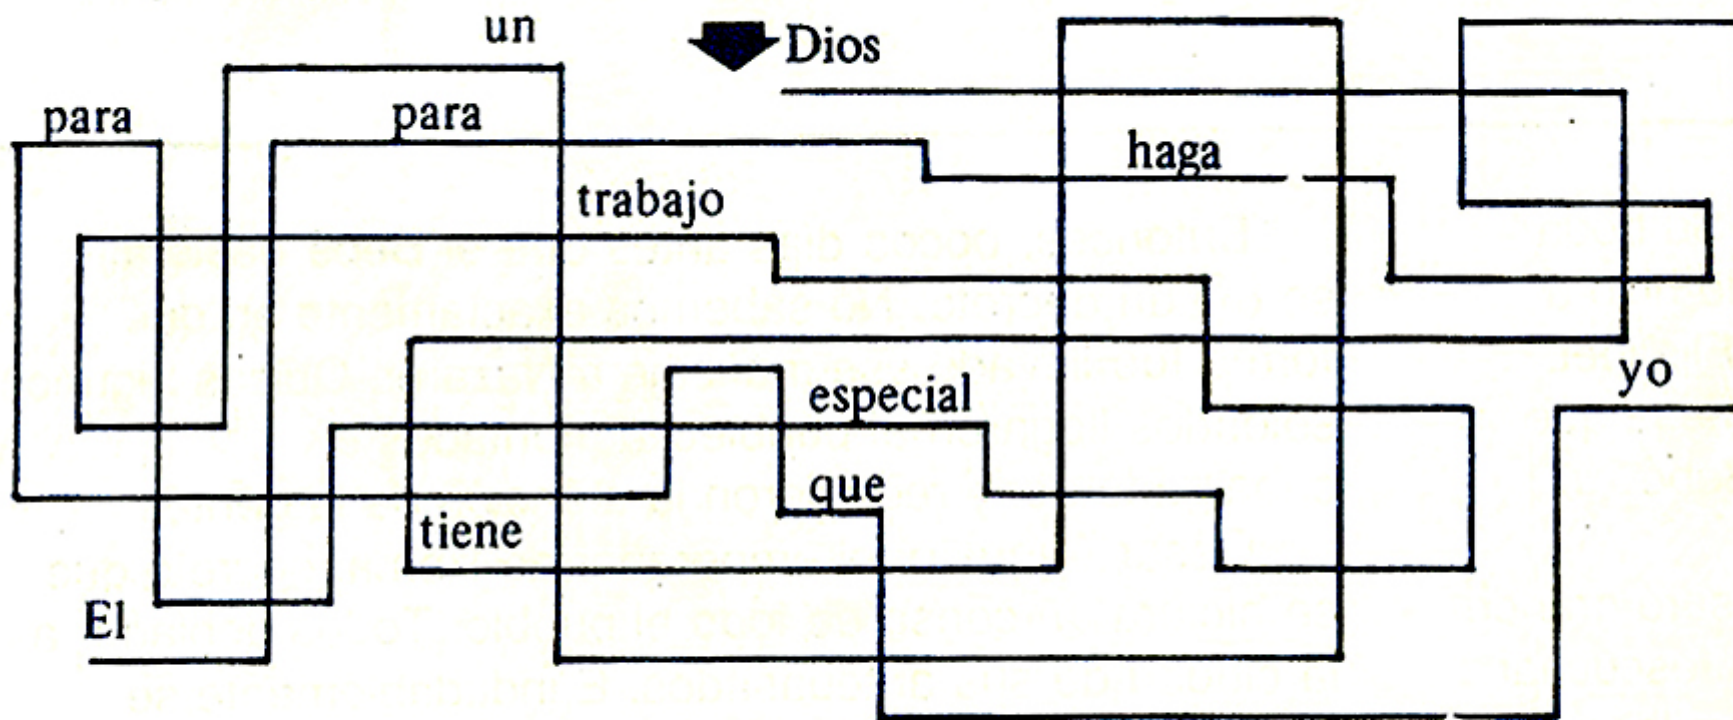 un
Dios
para
para
haga
trabajo
yo
especial
que
tiene
El